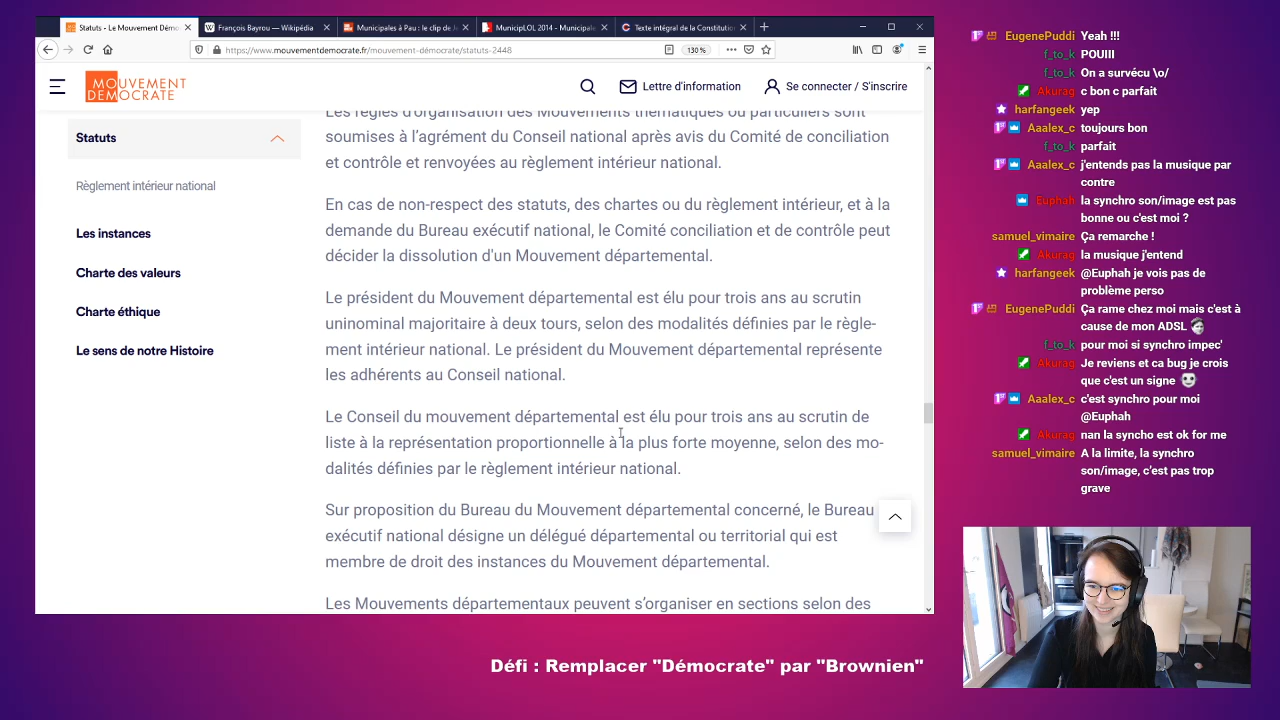 Statuts - Le Mouvement Démo
François Bayrou — Wikipédia
Municipales à Pau : le clip de J
MunicipLOL 2014 - Municipale
Texte intégral de la Constitution
https://www.mouvementdemocrate.fr/mouvement-démocrate/statuts-2448
130 %
MOUVEMENT
DEMOCRATE
Lettre d'information
Se connecter / S'inscrire
Statuts
Règlement intérieur national
Les instances
Charte des valeurs
Charte éthique
Le sens de notre Histoire
Les règles d'organisation des Mouvements thématiques ou particuliers sont
soumises à l'agrément du Conseil national après avis du Comité de conciliation
et contrôle et renvoyées au règlement intérieur national.
En cas de non-respect des statuts, des chartes ou du règlement intérieur, et à la
demande du Bureau exécutif national, le Comité conciliation et de contrôle peut
décider la dissolution d'un Mouvement départemental.
Le président du Mouvement départemental est élu pour trois ans au scrutin
uninominal majoritaire à deux tours, selon des modalités définies par le règle-
ment intérieur national. Le président du Mouvement départemental représente
les adhérents au Conseil national.
Le Conseil du mouvement départemental est élu pour trois ans au scrutin de
liste à la représentation proportionnelle à la plus forte moyenne, selon des mo-
dalités définies par le règlement intérieur national.
Sur proposition du Bureau du Mouvement départemental concerné, le Bureau
exécutif national désigne un délégué départemental ou territorial qui est
membre de droit des instances du Mouvement départemental.
Les Mouvements départementaux peuvent s'organiser en sections selon des
EugenePuddi Yeah !!!
f_to_k POUIII
f_to_k On a survécu \o/
Akurag c bon c parfait
harfangeek yep
Aaalex_c toujours bon
f_to_k parfait
Aaalex_c j'entends pas la musique par
contre
Euphah la synchro son/image est pas
bonne ou c'est moi ?
samuel_vimaire Ça remarche !
Akurag la musique j'entend
harfangeek @Euphah je vois pas de
problème perso
EugenePuddi Ça rame chez moi mais c'est à
cause de mon ADSL
f_to_k pour moi si synchro impec'
Akurag Je reviens et ca bug je crois
que c'est un signe
Aaalex_c c'est synchro pour moi
@Euphah
Akurag nan la syncho est ok for me
samuel_vimaire A la limite, la synchro
son/image, c'est pas trop
grave
Défi : Remplacer "Démocrate" par "Brownien"